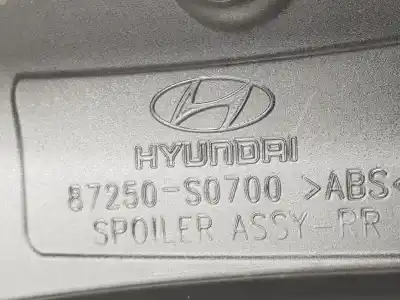 HYUNDAI
87250-S0700 >ABS<
SPOILER ASSY-RR